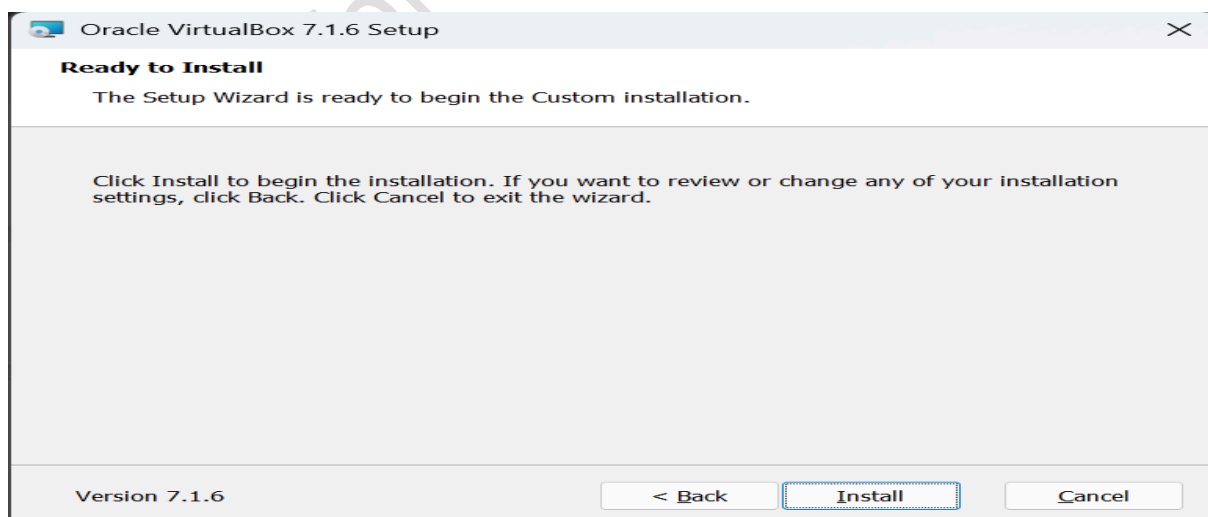 Oracle VirtualBox 7.1.6 Setup
Ready to Install
The Setup Wizard is ready to begin the Custom installation.
Click Install to begin the installation. If you want to review or change any of your installation
settings, click Back. Click Cancel to exit the wizard.
Version 7.1.6
< Back
Install
Cancel